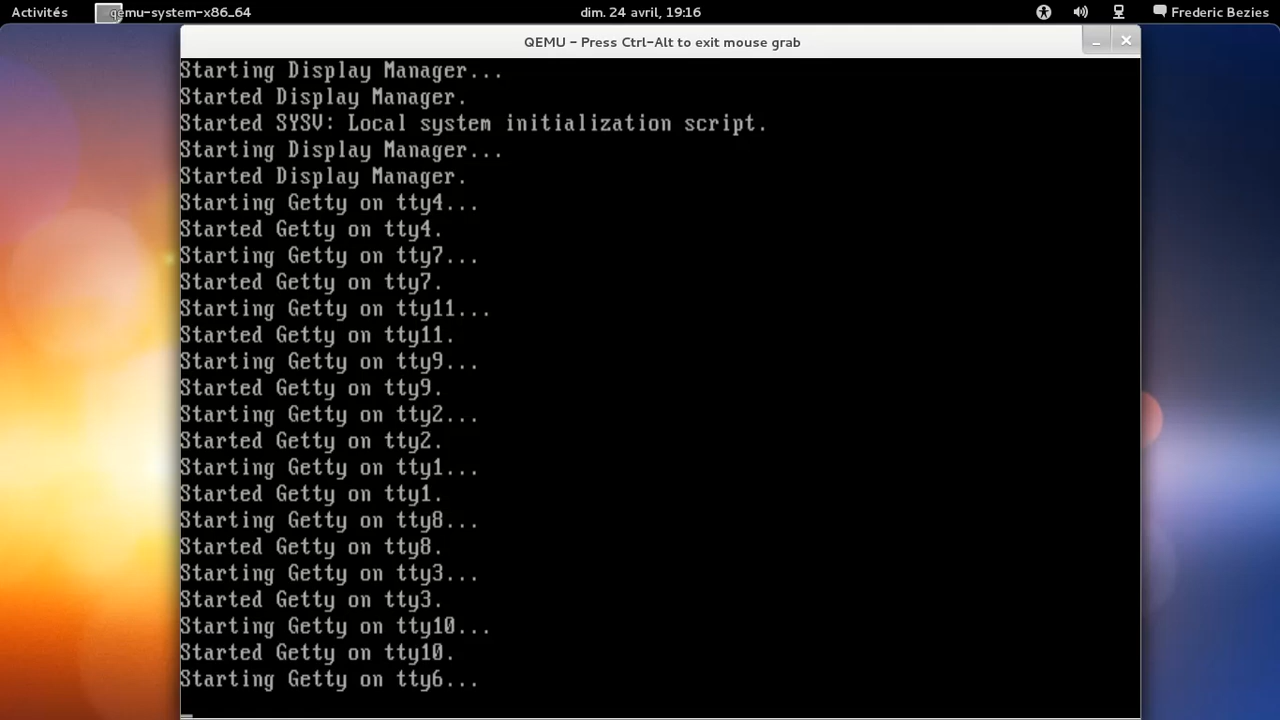 Activités
qemu-system-x86_64
dim. 24 avril, 19:16
Frederic Bezies
QEMU - Press Ctrl-Alt to exit mouse grab
Starting Display Manager...
Started Display Manager.
Started SYSV: Local system initialization script.
Starting Display Manager...
Started Display Manager.
Starting Getty on tty4...
Started Getty on tty4.
Starting Getty on tty7...
Started Getty on tty7.
Starting Getty on tty11...
Started Getty on tty11.
Starting Getty on tty9...
Started Getty on tty9.
Starting Getty on tty2...
Started Getty on tty2.
Starting Getty on tty1...
Started Getty on tty1.
Starting Getty on tty8...
Started Getty on tty8.
Starting Getty on tty3...
Started Getty on tty3.
Starting Getty on tty10...
Started Getty on tty10.
Starting Getty on tty6...